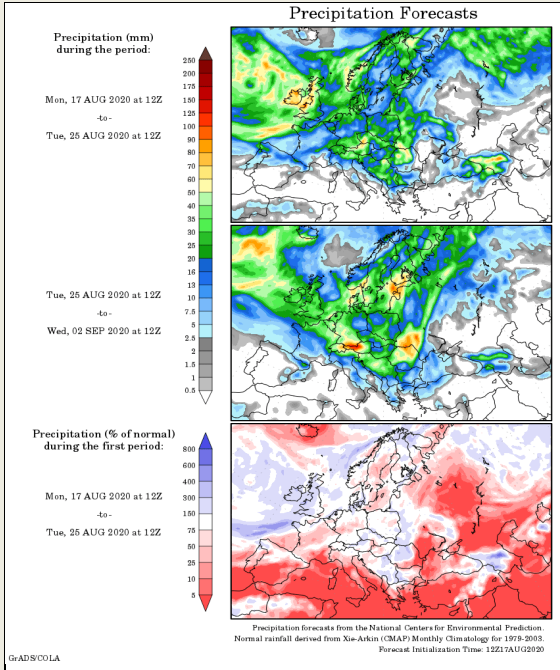 Precipitation Forecasts
Precipitation (mm)
during the period:
Mon, 17 AUG 2020 at 12Z
-to-
Tue, 25 AUG 2020 at 12Z
250
200
175
150
125
100
90
80
70
60
50
40
35
30
25
20
16
13
10
7.5
5
2.5
2
1.5
1
0.5
Tue, 25 AUG 2020 at 12Z
-to-
Wed, 02 SEP 2020 at 12Z
Precipitation (% of normal)
during the first period:
Mon, 17 AUG 2020 at 12Z
-to-
Tue, 25 AUG 2020 at 12Z
800
600
400
300
150
75
50
25
10
5
Precipitation forecasts from the National Centers for Environmental Prediction.
Normal rainfall derived from Xie-Arkin (CMAP) Monthly Climatology for 1979-2003.
Forecast Initialization Time: 12Z17AUG2020
GrADS/COLA